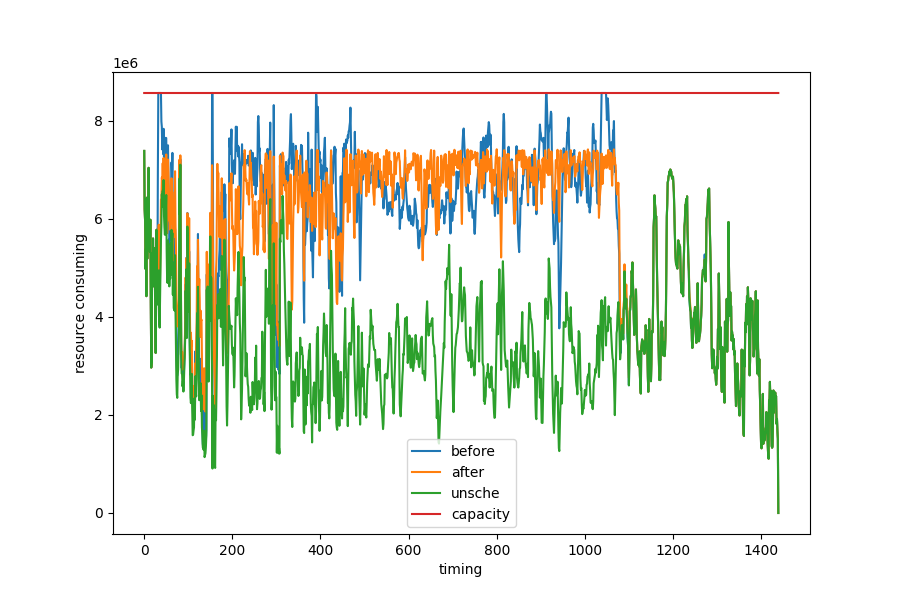 1e6
8
6
4
2
0
resource consuming
before
after
unsche
capacity
0 200 400 600 800 1000 1200 1400
timing